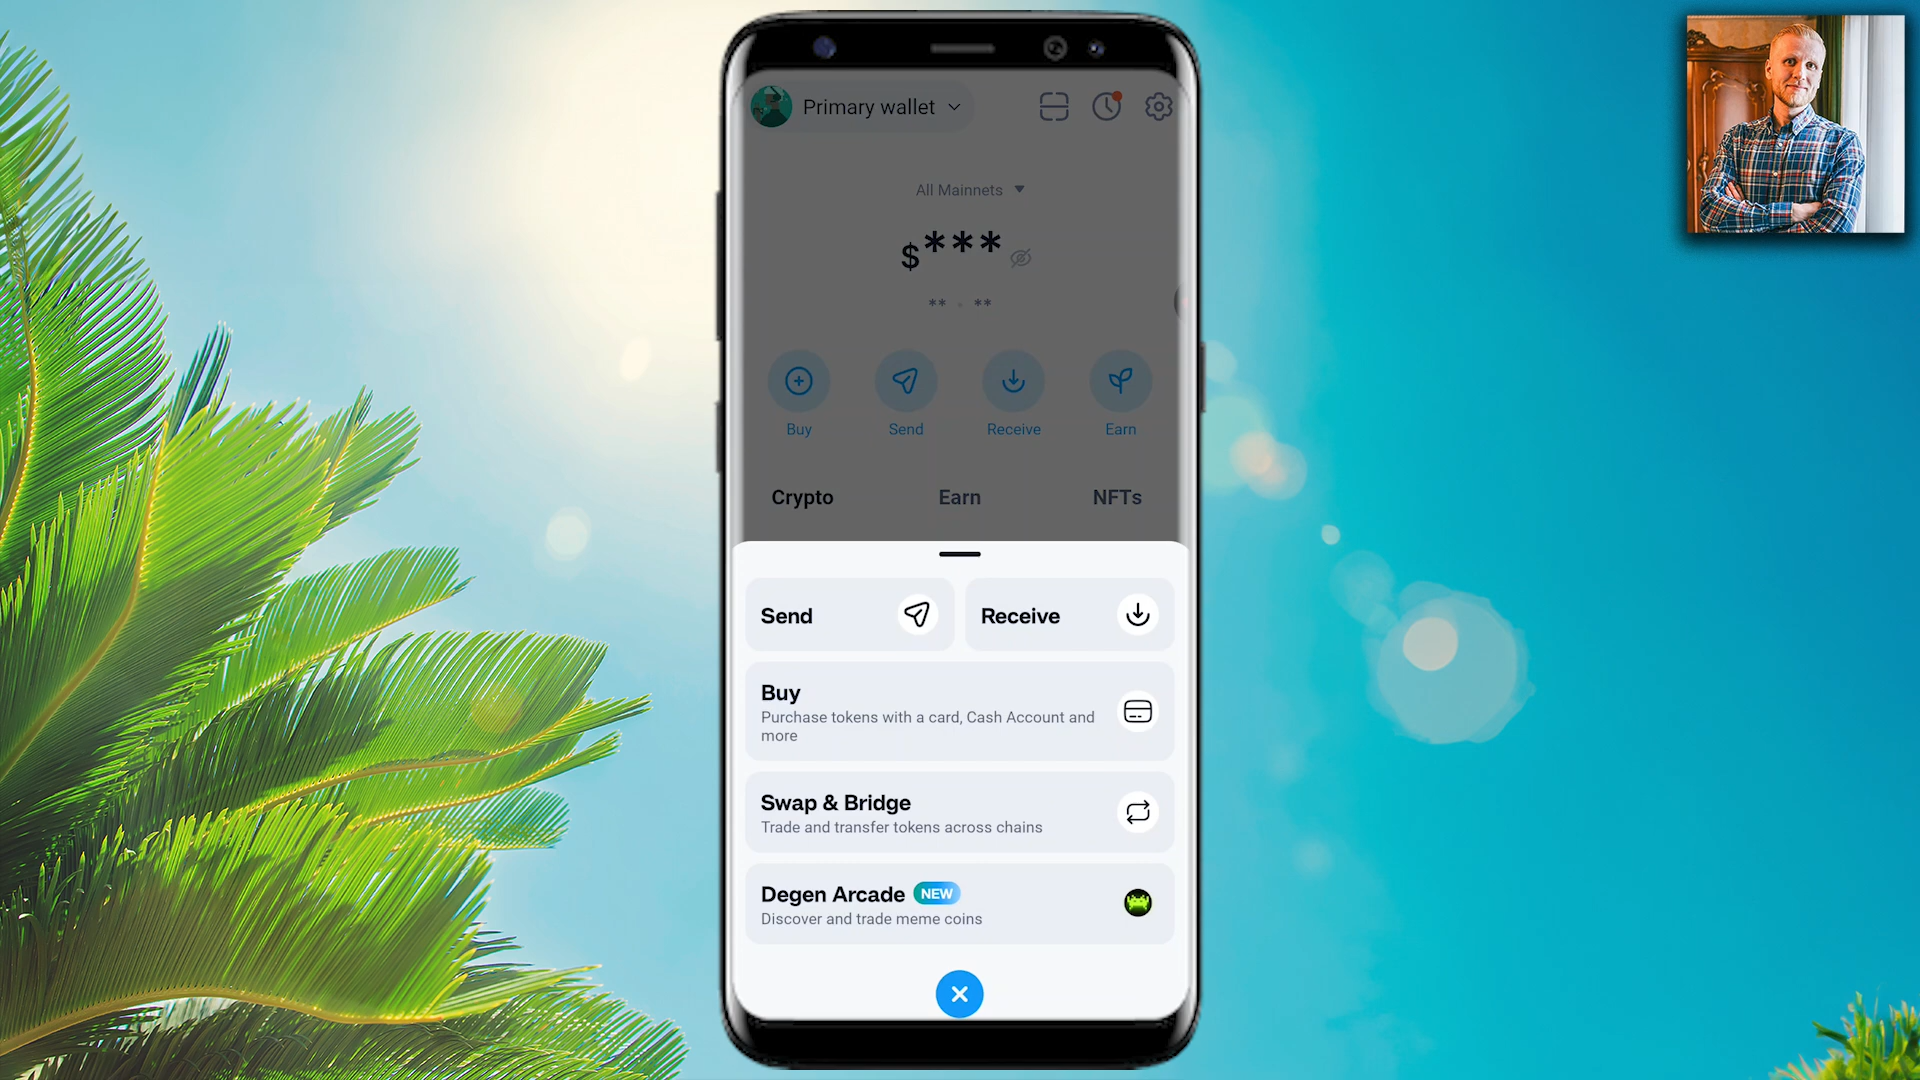 Primary wallet
All Mainnets
$***
** · **
Buy
Send
Receive
Earn
Crypto
Earn
NFTs
Send
Receive
Buy
Purchase tokens with a card, Cash Account and
more
Swap & Bridge
Trade and transfer tokens across chains
Degen Arcade NEW
Discover and trade meme coins